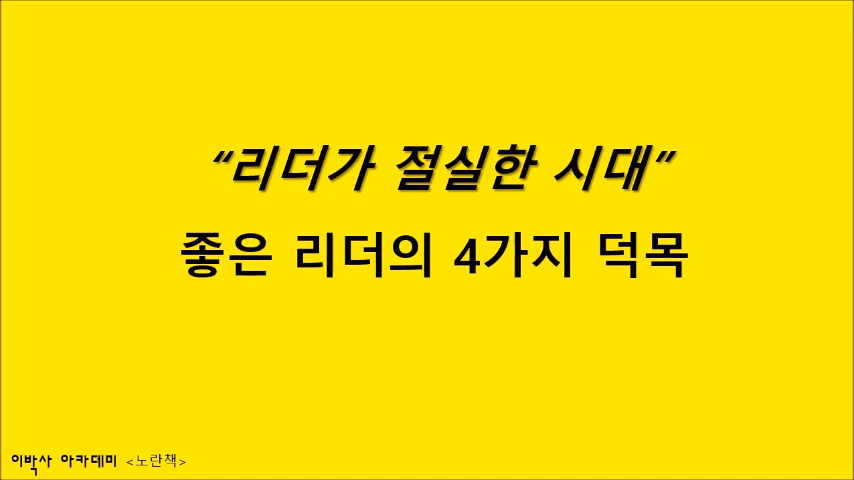 “리더가 절실한 시대”
좋은 리더의 4가지 덕목
이박사 아카데미 <노란책>